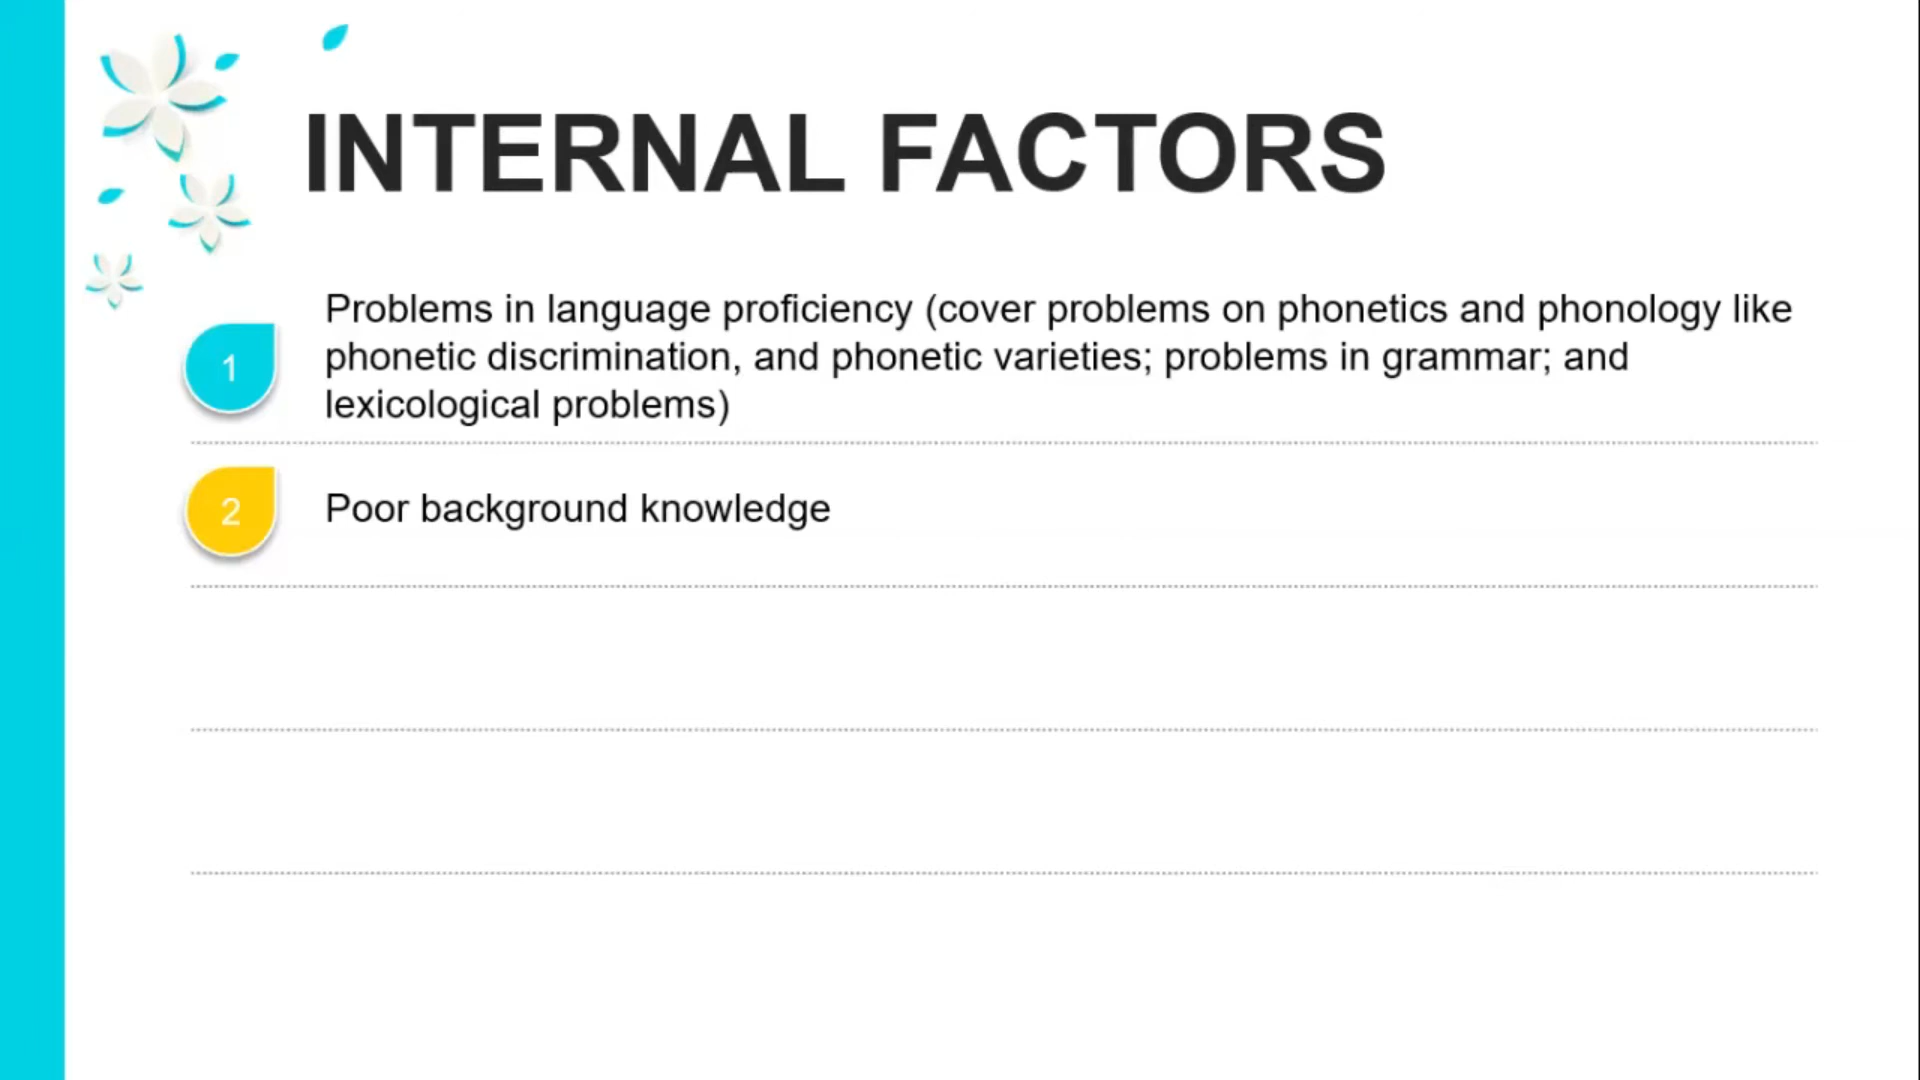 INTERNAL FACTORS
1
Problems in language proficiency (cover problems on phonetics and phonology like
phonetic discrimination, and phonetic varieties; problems in grammar; and
lexicological problems)
2
Poor background knowledge